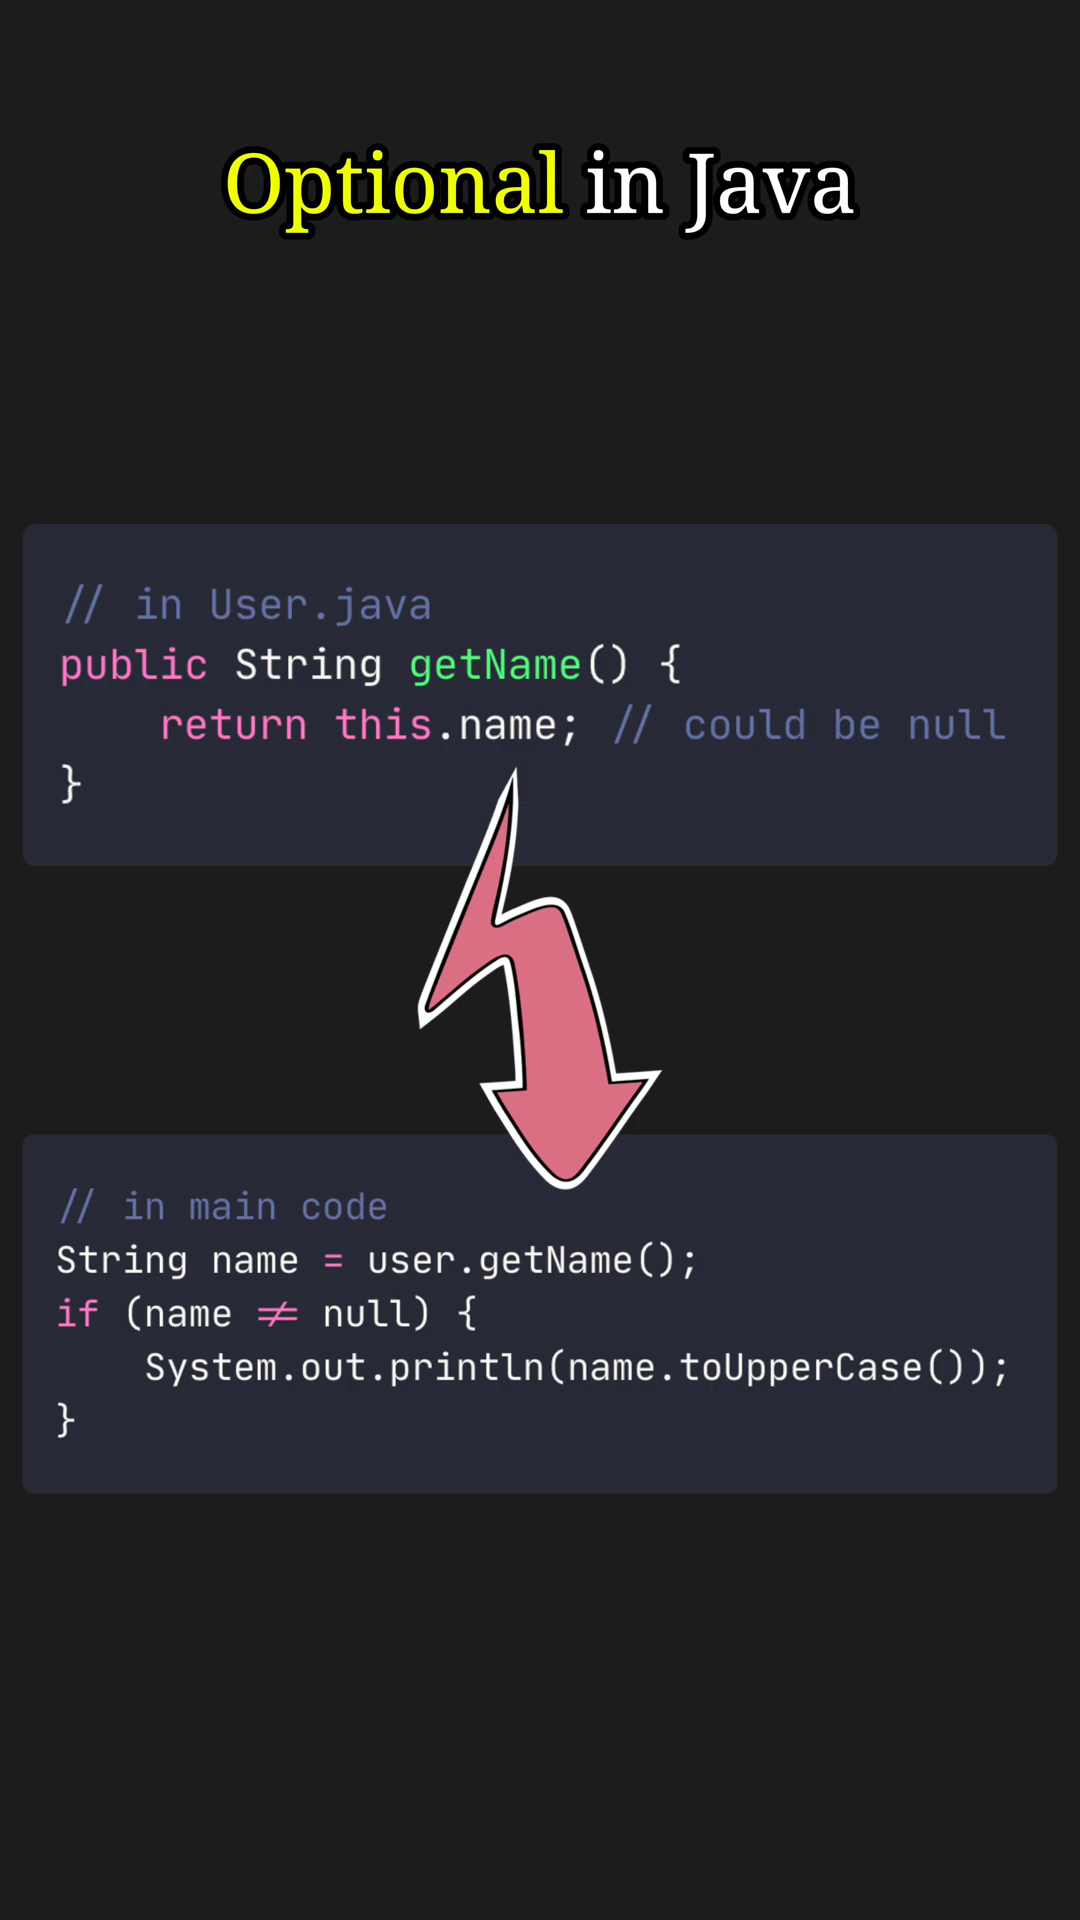 Optional in Java
// in User.java
public String getName() {
    return this.name; // could be null
}
// in main code
String name = user.getName();
if (name ≠ null) {
    System.out.println(name.toUpperCase());
}